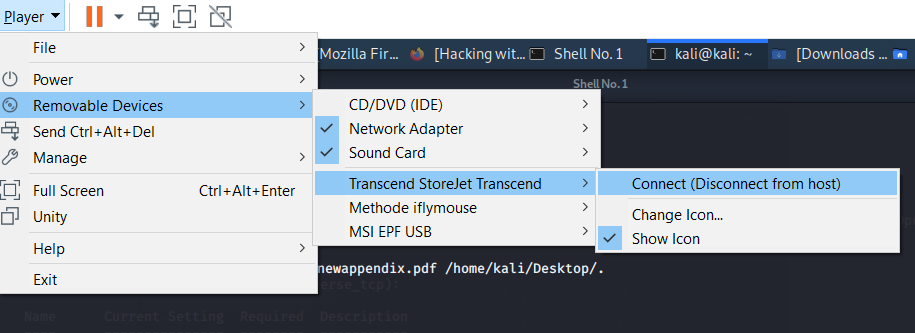 Player
[Mozilla Fir...
[Hacking wit...
Shell No. 1
kali@kali: ~
[Downloads ...
Shell No. 1
File
Power
Removable Devices
Send Ctrl+Alt+Del
Manage
Full Screen Ctrl+Alt+Enter
Unity
Help
Exit
CD/DVD (IDE)
Network Adapter
Sound Card
Transcend StoreJet Transcend
Methode iflymouse
MSI EPF USB
Connect (Disconnect from host)
Change Icon...
Show Icon
newappendix.pdf /home/kali/Desktop/.
erse_tcp):
Name Current Setting Required Description